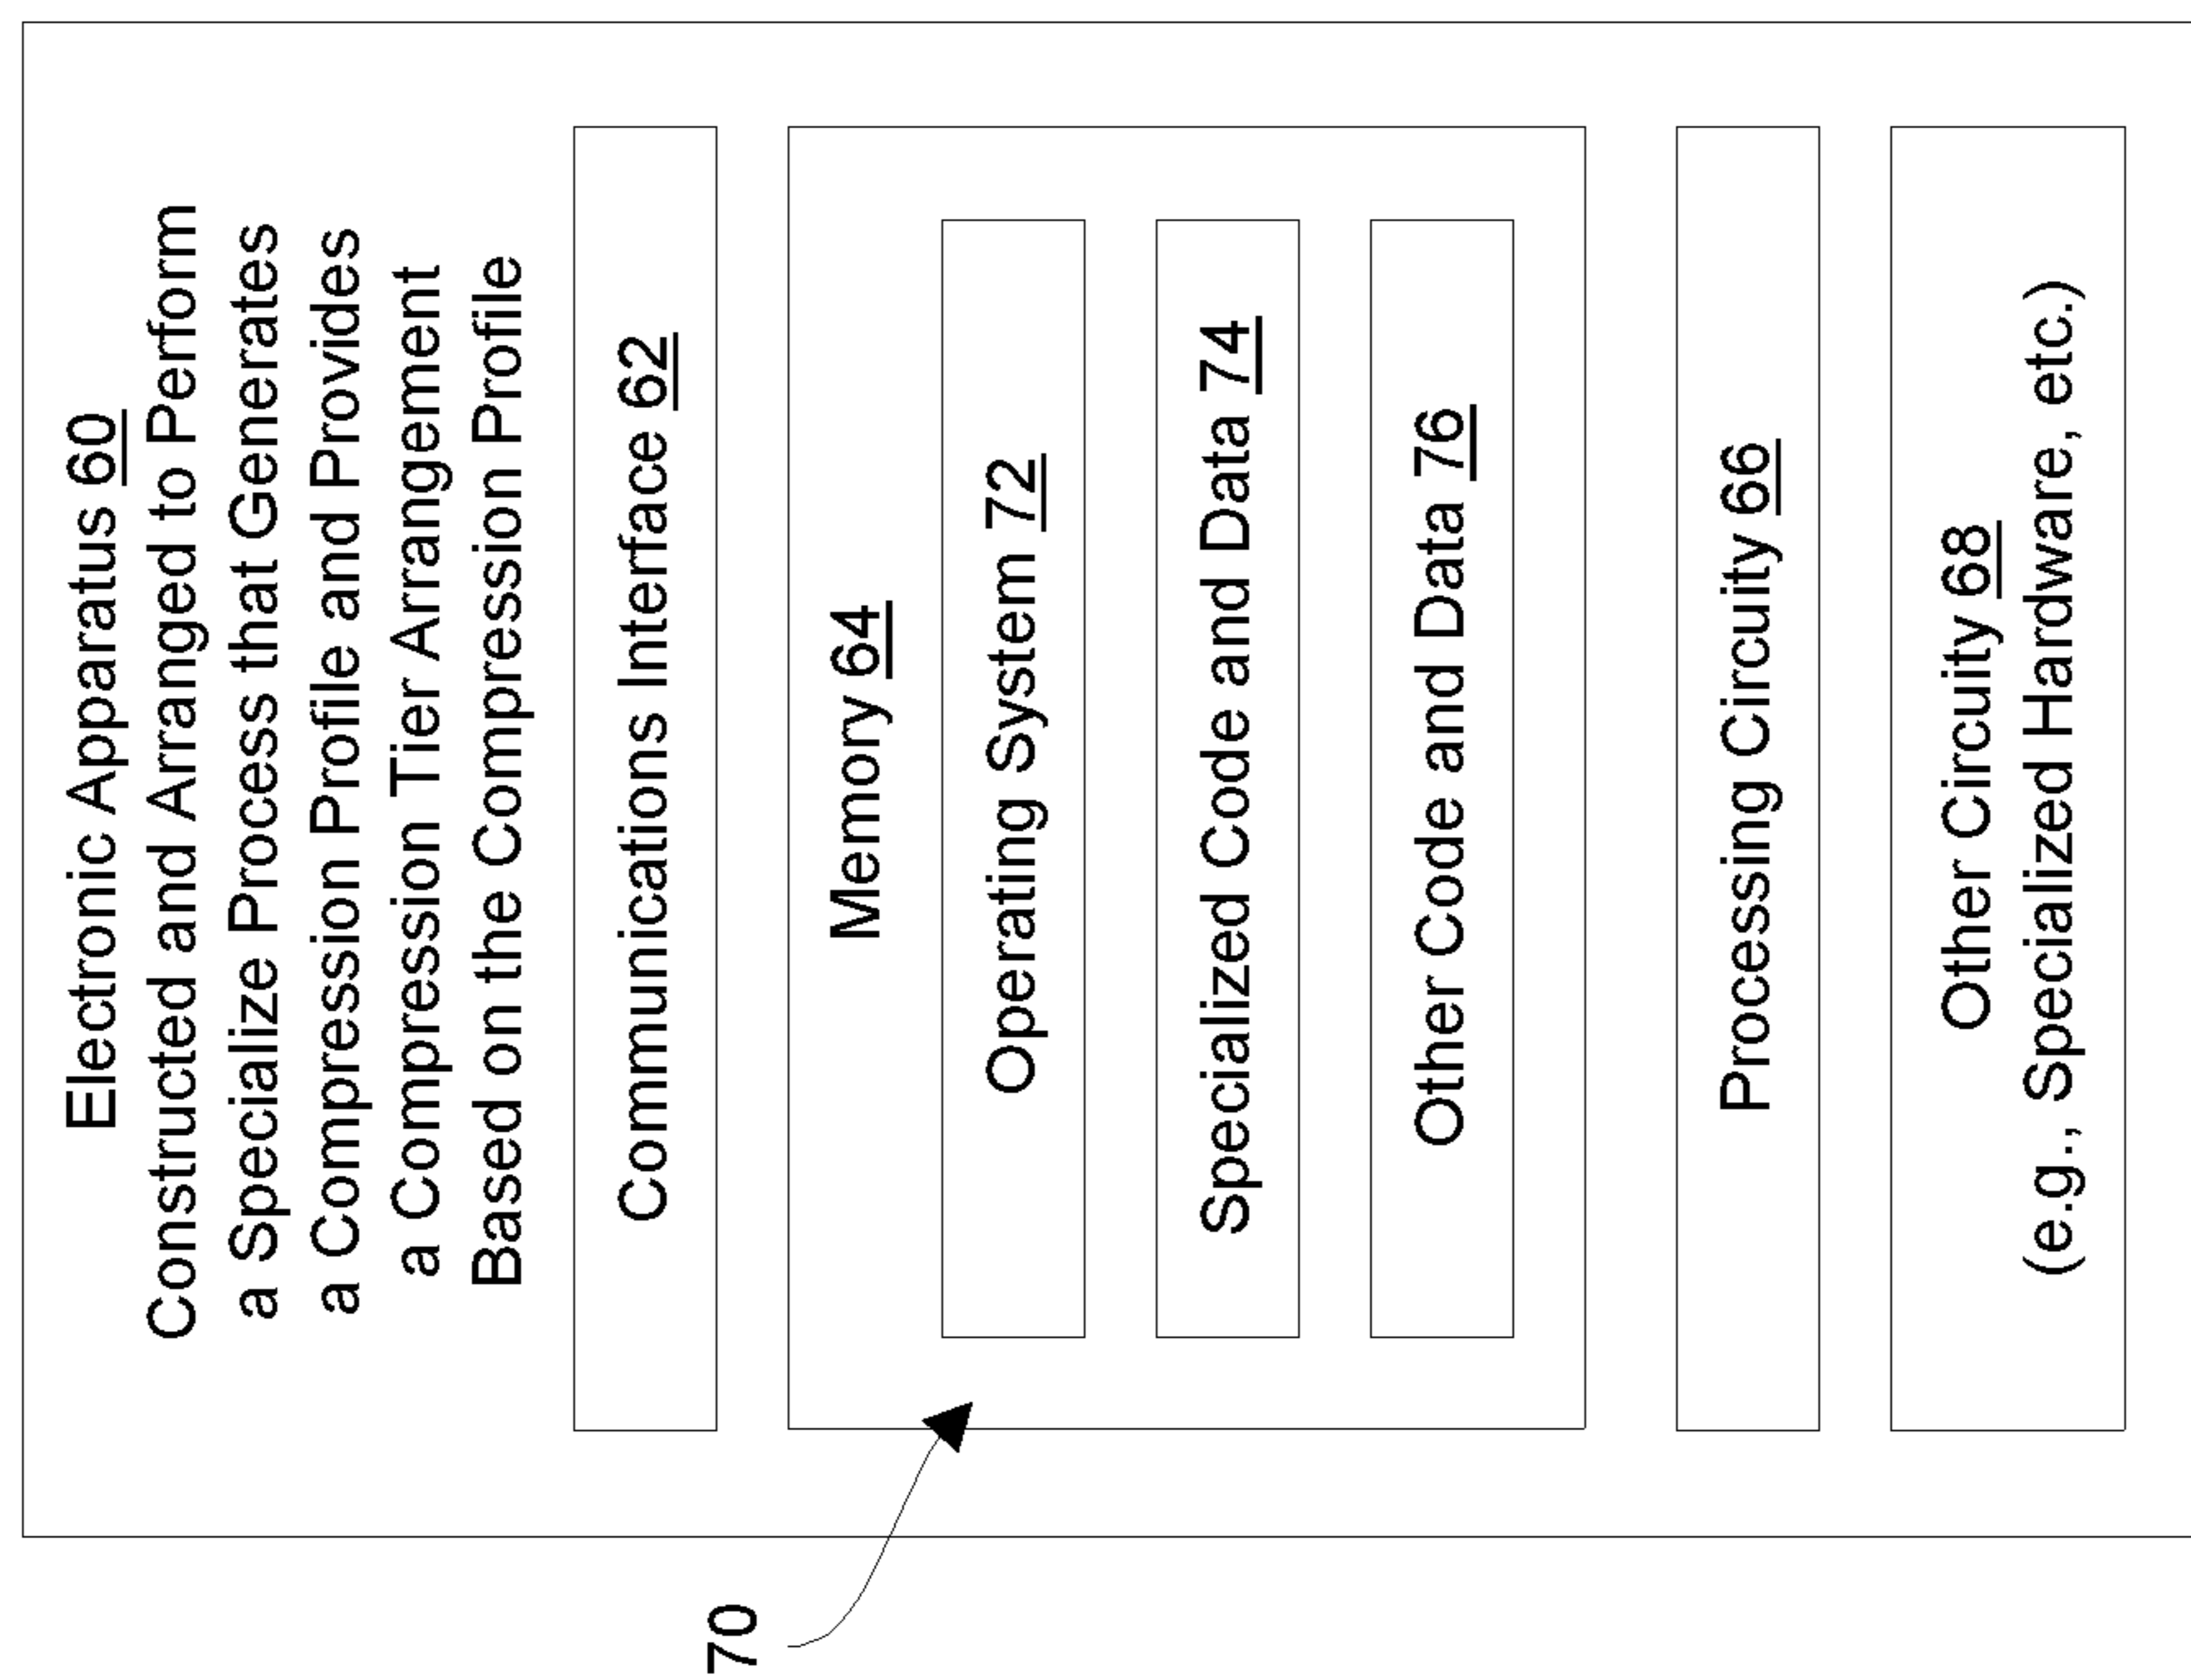 Electronic Apparatus 60
Constructed and Arranged to Perform
a Specialize Process that Generates
a Compression Profile and Provides
a Compression Tier Arrangement
Based on the Compression Profile
Communications Interface 62
70
Memory 64
Operating System 72
Specialized Code and Data 74
Other Code and Data 76
Processing Circuity 66
Other Circuity 68
(e.g., Specialized Hardware, etc.)